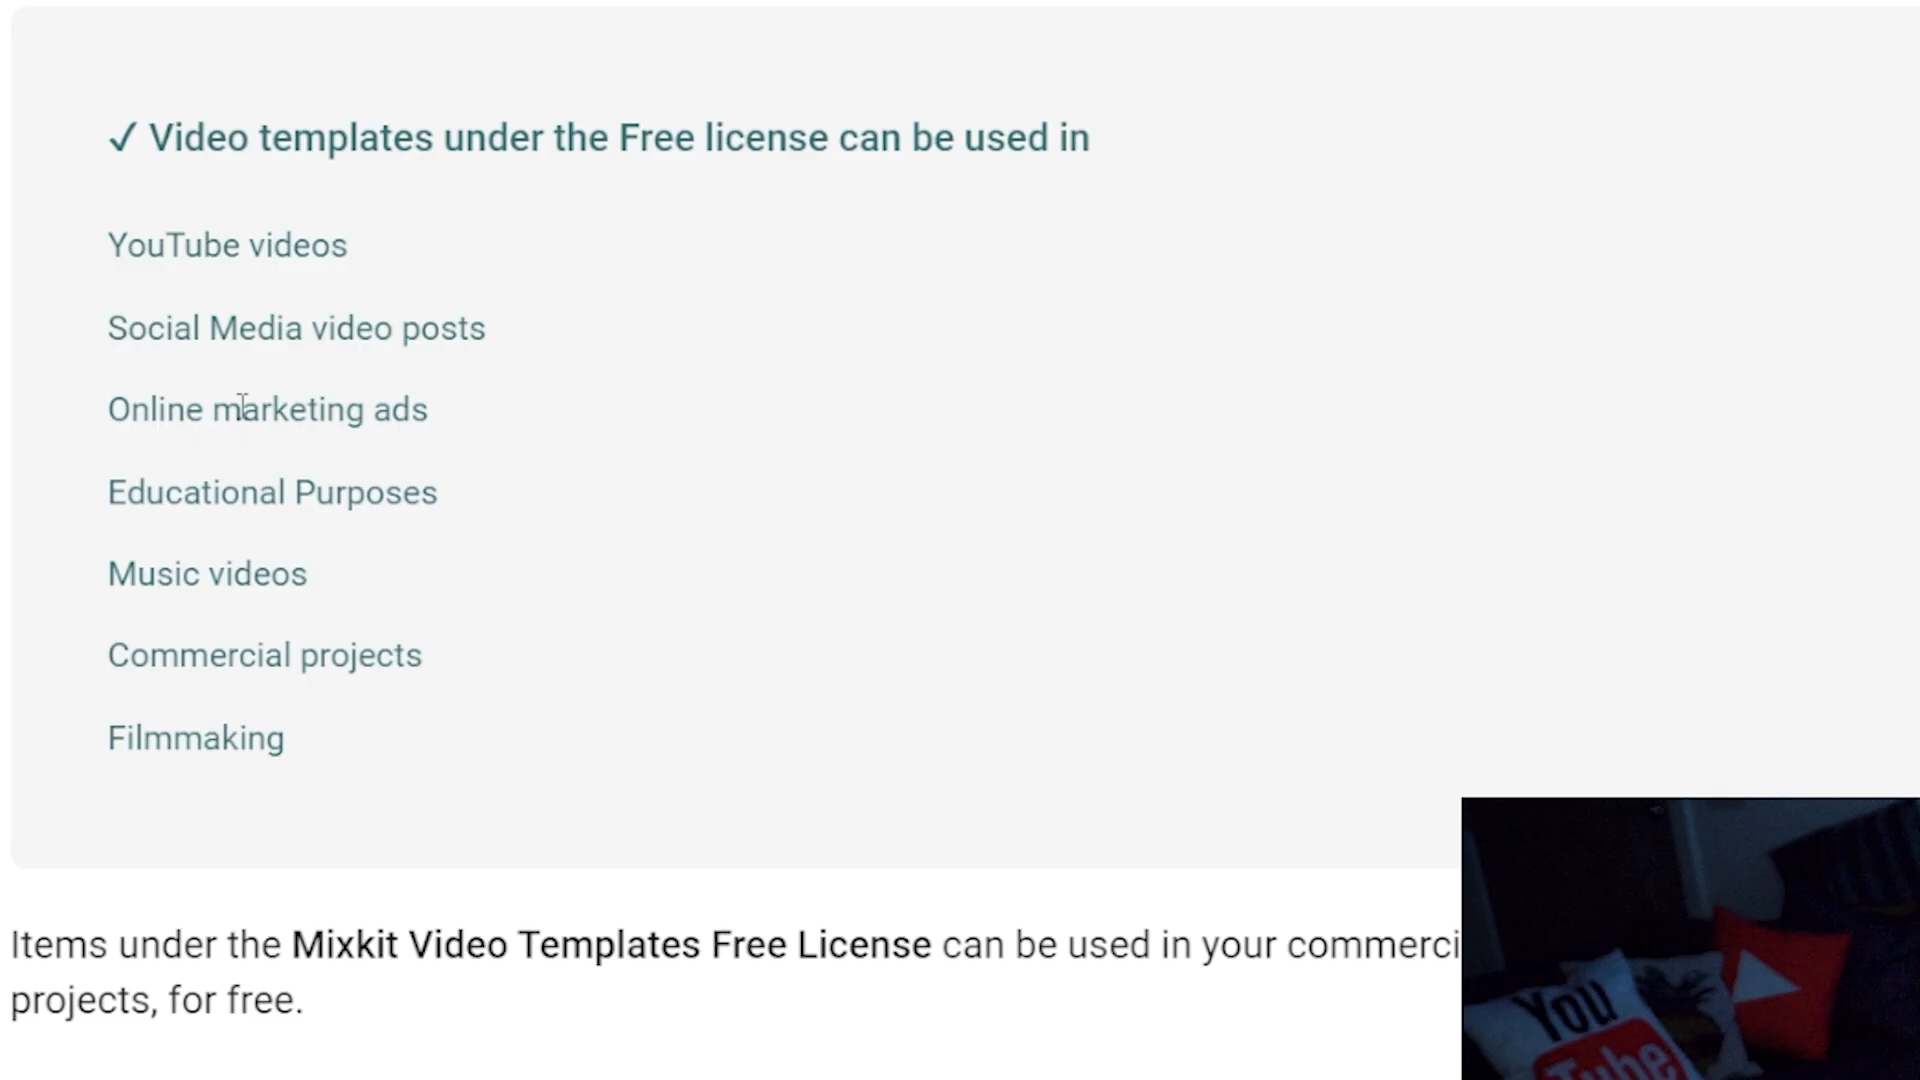 ✓ Video templates under the Free license can be used in
YouTube videos
Social Media video posts
Online marketing ads
Educational Purposes
Music videos
Commercial projects
Filmmaking
Items under the Mixkit Video Templates Free License can be used in your commerci
projects, for free.
You
Tube